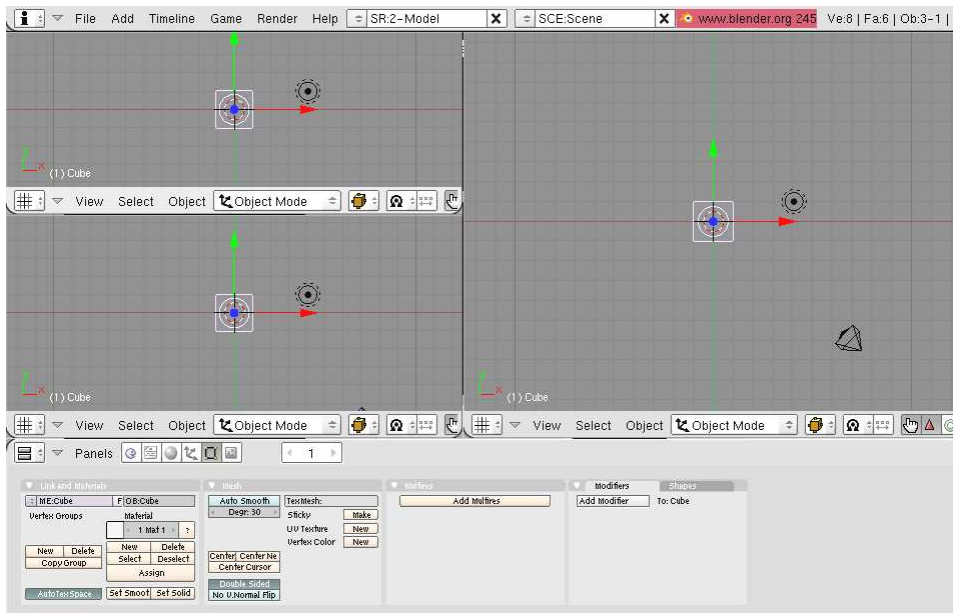 File Add Timeline Game Render Help SR:2-Model SCE:Scene www.blender.org 245 Ve:8 | Fa:6 | Ob:3-1 |
x
(1) Cube
View Select Object Object Mode
x
(1) Cube
x
(1) Cube
View Select Object Object Mode
View Select Object Object Mode
Panels 1
Link and Materials
Mesh
Multires
Modifiers
Shapes
ME:Cube F OB:Cube
Vertex Groups
Material
1 Mat 1 ?
New Delete
Copy Group
New Delete
Select Deselect
Assign
AutoTexSpace
Set Smoot Set Solid
Auto Smooth
Degr: 30
TexMesh:
Sticky Make
UV Texture New
Vertex Color New
Center Center Ne
Center Cursor
Double Sided
No V.Normal Flip
Add Multires
Add Modifier To: Cube